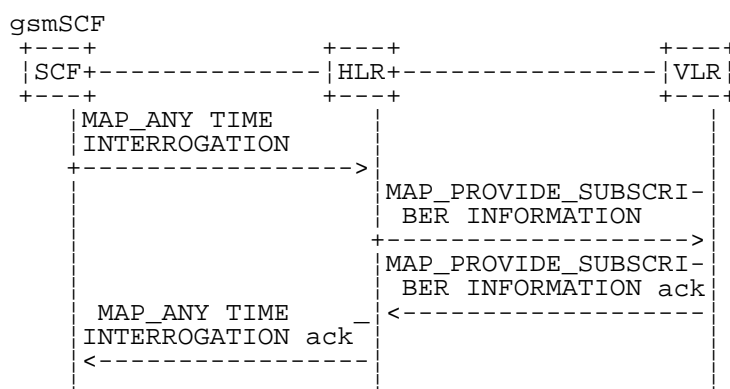 gsmSCF
SCF HLR VLR
MAP_ANY TIME
INTERROGATION
MAP_PROVIDE_SUBSCRI-
BER INFORMATION
MAP_PROVIDE_SUBSCRI-
BER INFORMATION ack
MAP_ANY TIME _
INTERROGATION ack